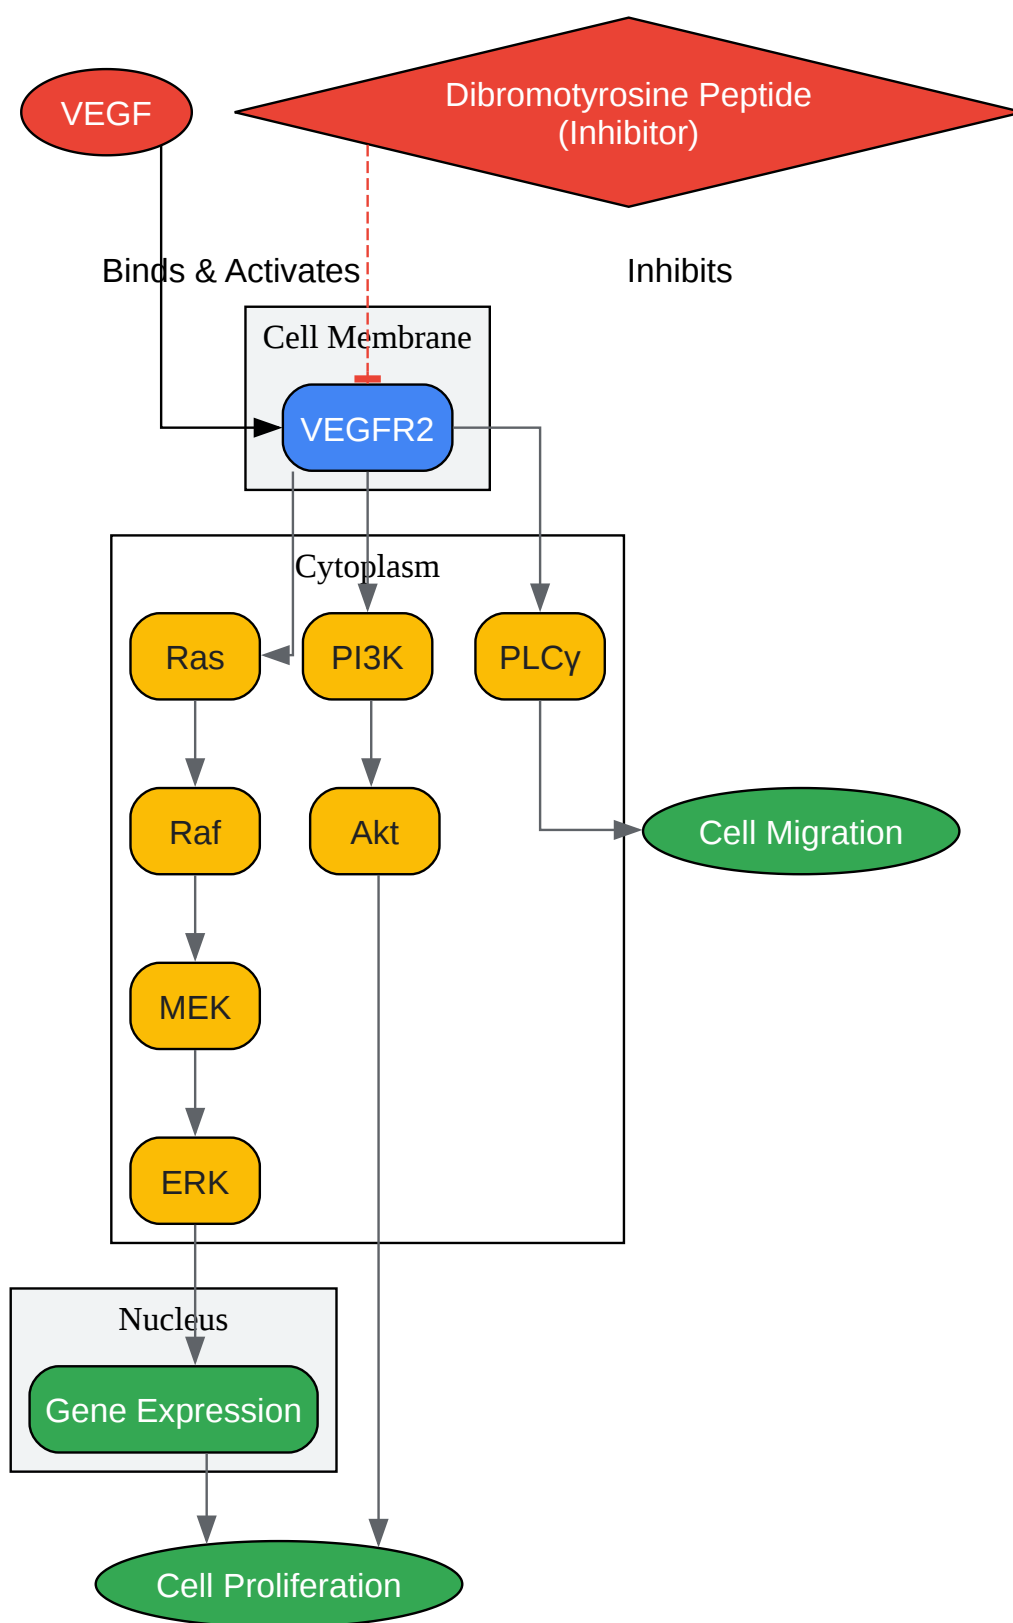 VEGF
Dibromotyrosine Peptide
(Inhibitor)
Binds & Activates
Inhibits
Cell Membrane
VEGFR2
Cytoplasm
Ras
PI3K
PLCγ
Raf
Akt
Cell Migration
MEK
ERK
Nucleus
Gene Expression
Cell Proliferation